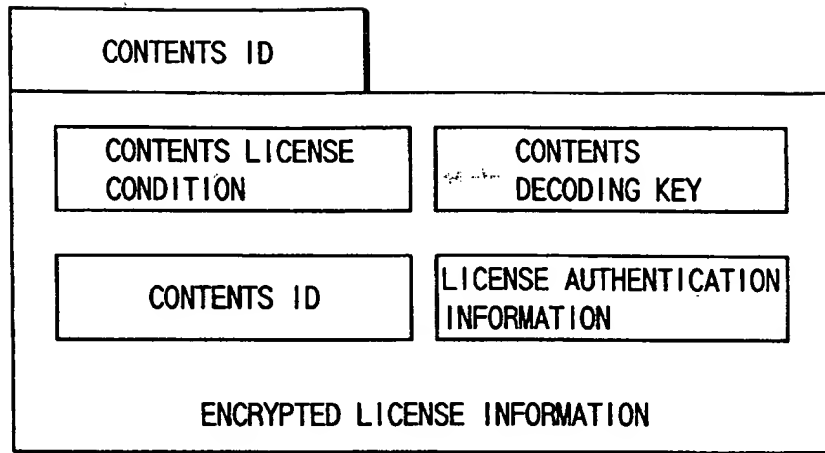 CONTENTS ID
CONTENTS LICENSE
CONDITION
CONTENTS
DECODING KEY
CONTENTS ID
LICENSE AUTHENTICATION
INFORMATION
ENCRYPTED LICENSE INFORMATION